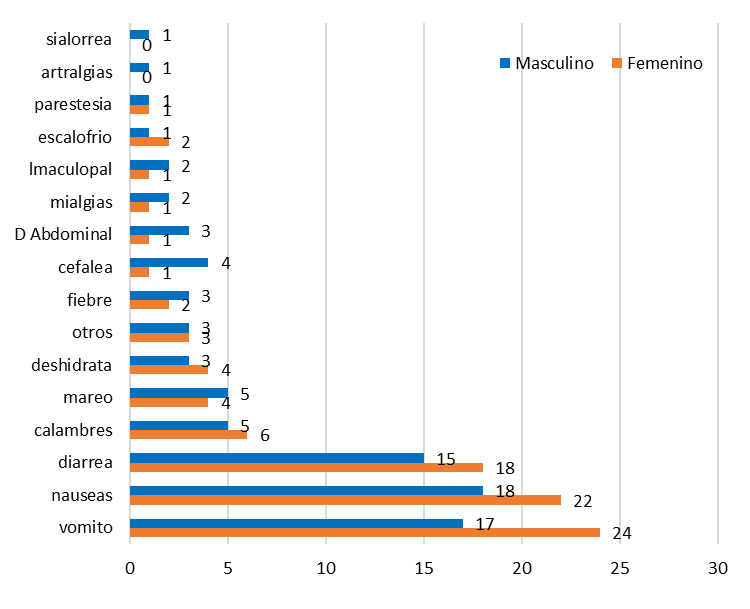 sialorrea 1
0
artralgias 1
0
Masculino Femenino
parestesia 1
1
escalofrio 1
2
lmaculopal 2
1
mialgias 2
1
D Abdominal 3
1
cefalea 4
1
fiebre 3
2
otros 3
3
deshidrata 3
4
mareo 5
4
calambres 5
6
diarrea 15
18
nauseas 18
22
vomito 17
24
0 5 10 15 20 25 30